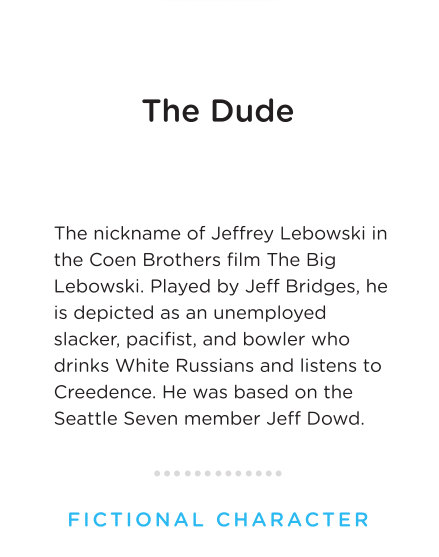 The Dude
The nickname of Jeffrey Lebowski in
the Coen Brothers film The Big
Lebowski. Played by Jeff Bridges, he
is depicted as an unemployed
slacker, pacifist, and bowler who
drinks White Russians and listens to
Creedence. He was based on the
Seattle Seven member Jeff Dowd.
FICTIONAL CHARACTER